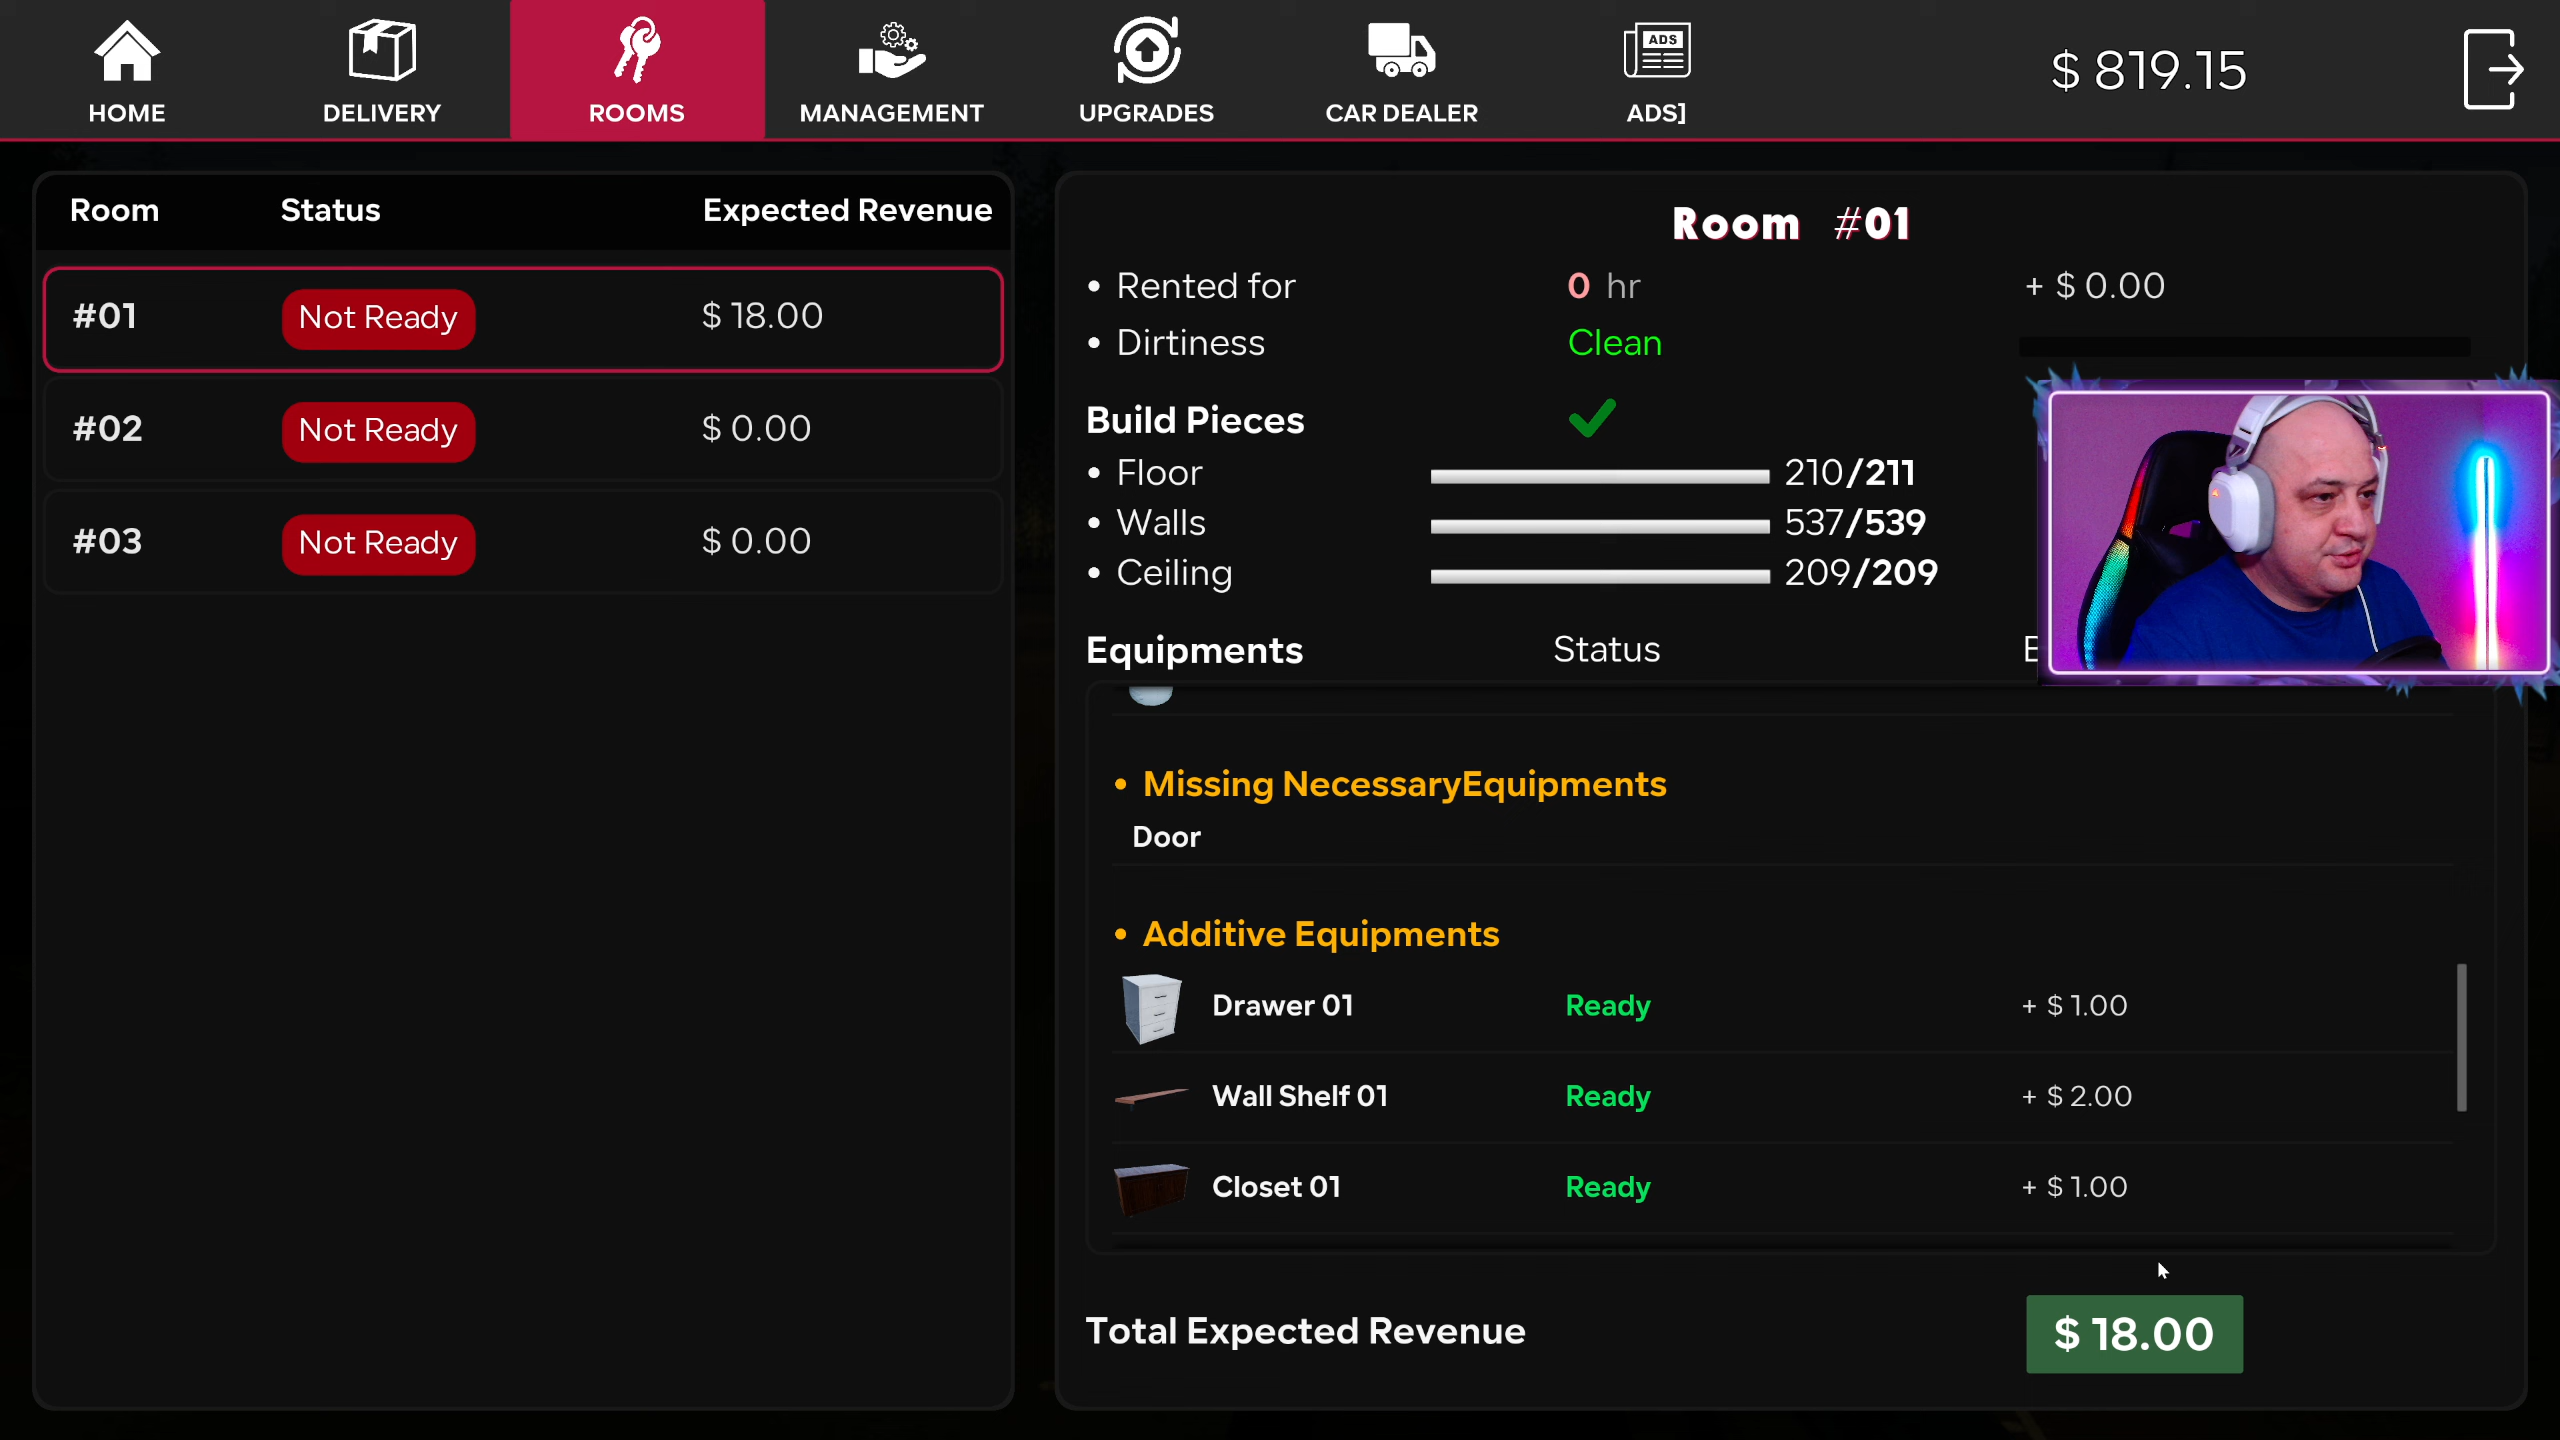 HOME
DELIVERY
ROOMS
MANAGEMENT
UPGRADES
CAR DEALER
ADS
ADS]
$ 819.15
Room Status Expected Revenue
#01 Not Ready $ 18.00
#02 Not Ready $ 0.00
#03 Not Ready $ 0.00
Room #01
• Rented for 0 hr + $ 0.00
• Dirtiness Clean
Build Pieces
• Floor 210/211
• Walls 537/539
• Ceiling 209/209
Equipments Status
• Missing NecessaryEquipments
Door
• Additive Equipments
Drawer 01 Ready + $ 1.00
Wall Shelf 01 Ready + $ 2.00
Closet 01 Ready + $ 1.00
Total Expected Revenue $ 18.00